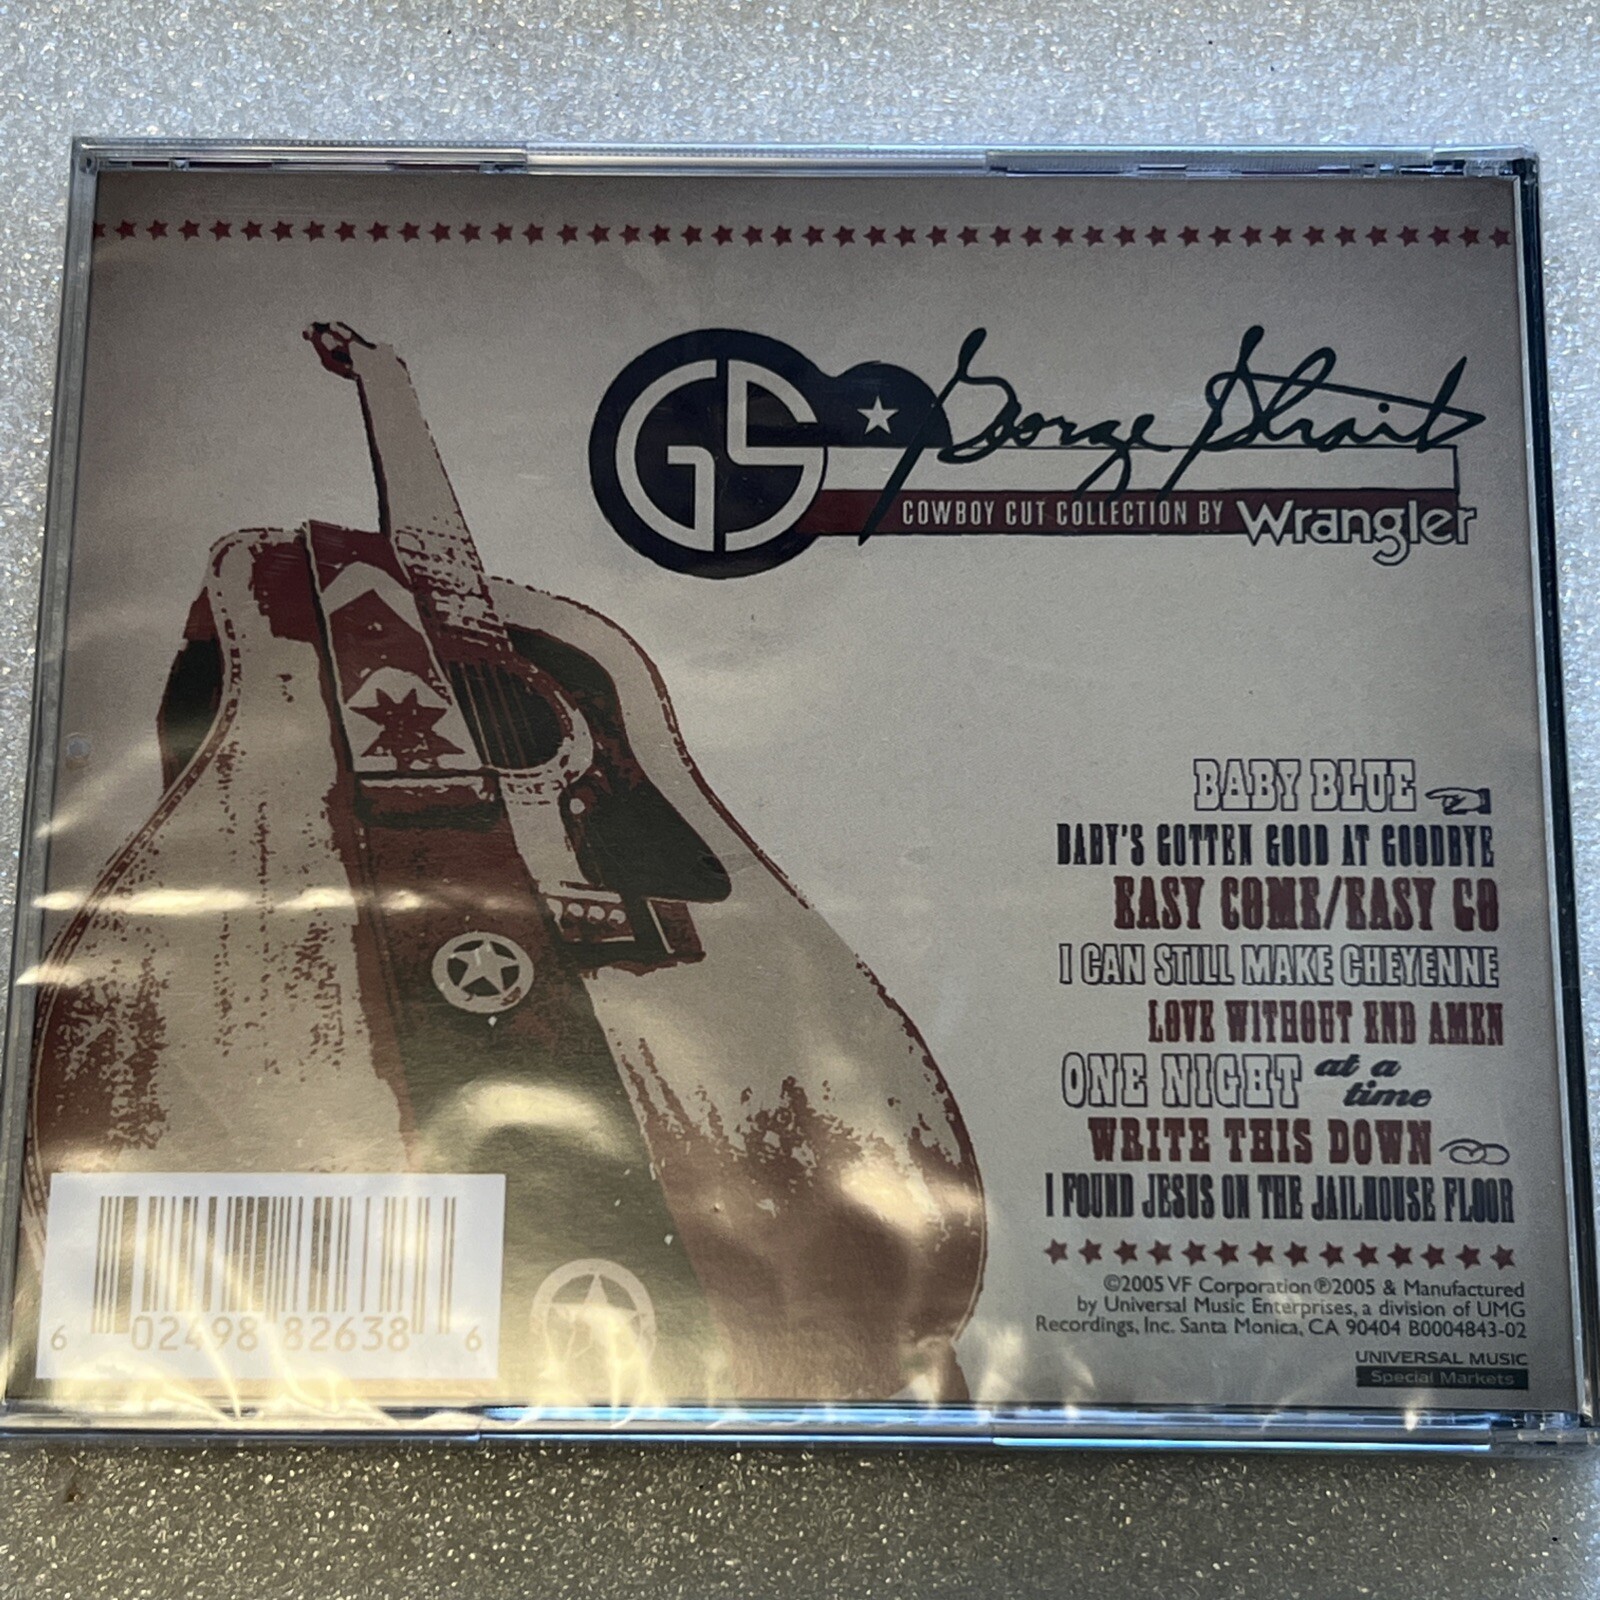 GS
George Strait
COWBOY CUT COLLECTION BY Wrangler
BABY BLUE
BABY'S GOTTEN GOOD AT GOODBYE
EASY COME/EASY GO
I CAN STILL MAKE CHEYENNE
LOVE WITHOUT END AMEN
ONE NIGHT at a time
WRITE THIS DOWN
I FOUND JESUS ON THE JAILHOUSE FLOOR
©2005 VF Corporation ℗2005 & Manufactured
by Universal Music Enterprises, a division of UMG
Recordings, Inc. Santa Monica, CA 90404 B0004843-02
UNIVERSAL MUSIC
Special Markets
6 02498 82638 6